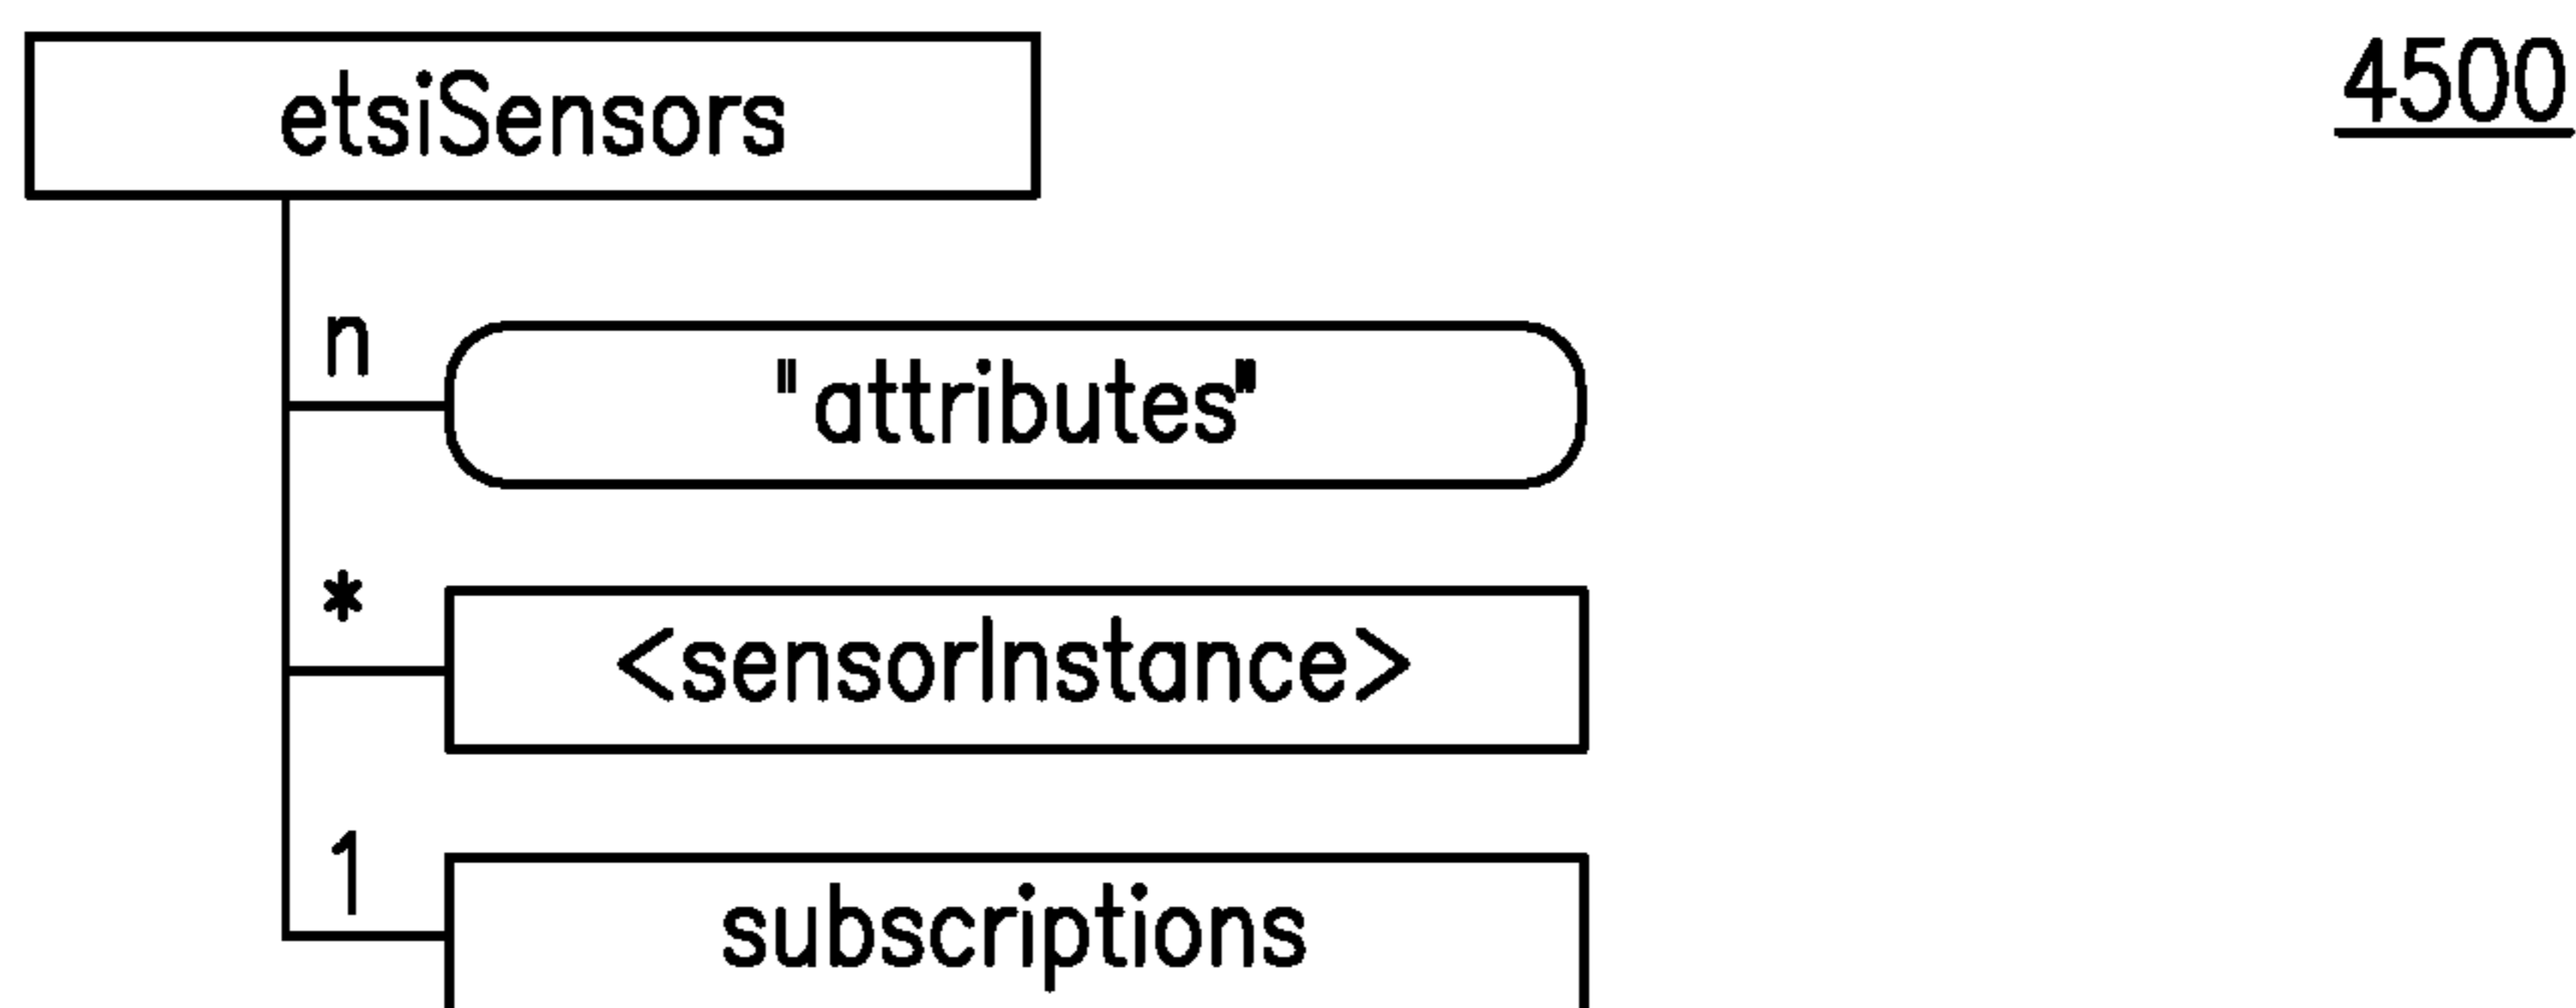 etsiSensors
4500
n
"attributes"
*
<sensorInstance>
1
subscriptions